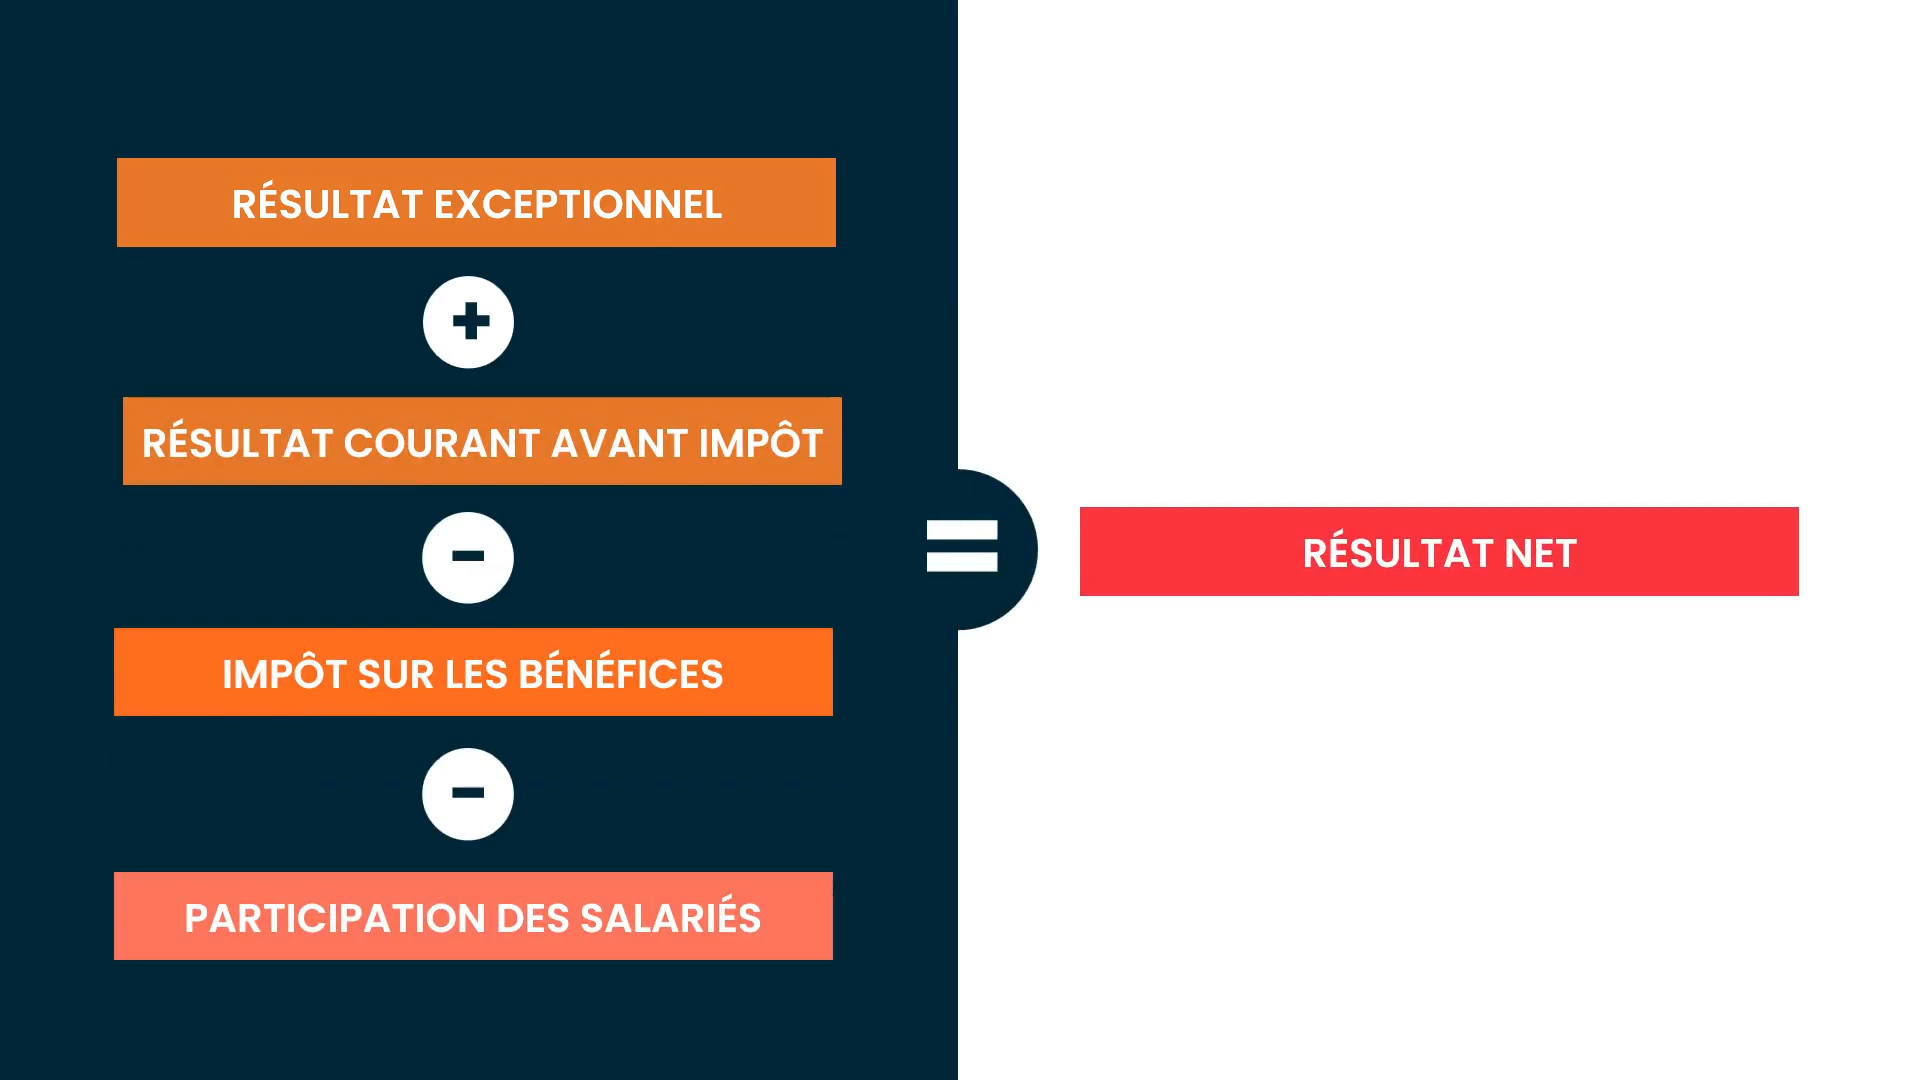 RÉSULTAT EXCEPTIONNEL
+
RÉSULTAT COURANT AVANT IMPÔT
-
IMPÔT SUR LES BÉNÉFICES
-
PARTICIPATION DES SALARIÉS
=
RÉSULTAT NET